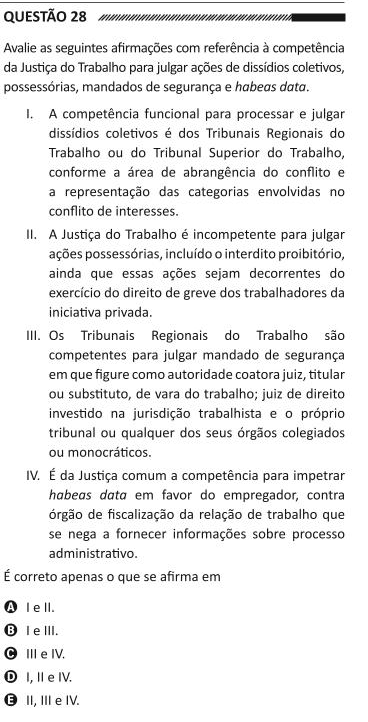 QUESTÃO 28
Avalie as seguintes afirmações com referência à competência
da Justiça do Trabalho para julgar ações de dissídios coletivos,
possessórias, mandados de segurança e habeas data.
I. A competência funcional para processar e julgar
dissídios coletivos é dos Tribunais Regionais do
Trabalho ou do Tribunal Superior do Trabalho,
conforme a área de abrangência do conflito e
a representação das categorias envolvidas no
conflito de interesses.
II. A Justiça do Trabalho é incompetente para julgar
ações possessórias, incluído o interdito proibitório,
ainda que essas ações sejam decorrentes do
exercício do direito de greve dos trabalhadores da
iniciativa privada.
III. Os Tribunais Regionais do Trabalho são
competentes para julgar mandado de segurança
em que figure como autoridade coatora juiz, titular
ou substituto, de vara do trabalho; juiz de direito
investido na jurisdição trabalhista e o próprio
tribunal ou qualquer dos seus órgãos colegiados
ou monocráticos.
IV. É da Justiça comum a competência para impetrar
habeas data em favor do empregador, contra
órgão de fiscalização da relação de trabalho que
se nega a fornecer informações sobre processo
administrativo.
É correto apenas o que se afirma em
A I e II.
B I e III.
C III e IV.
D I, II e IV.
E II, III e IV.